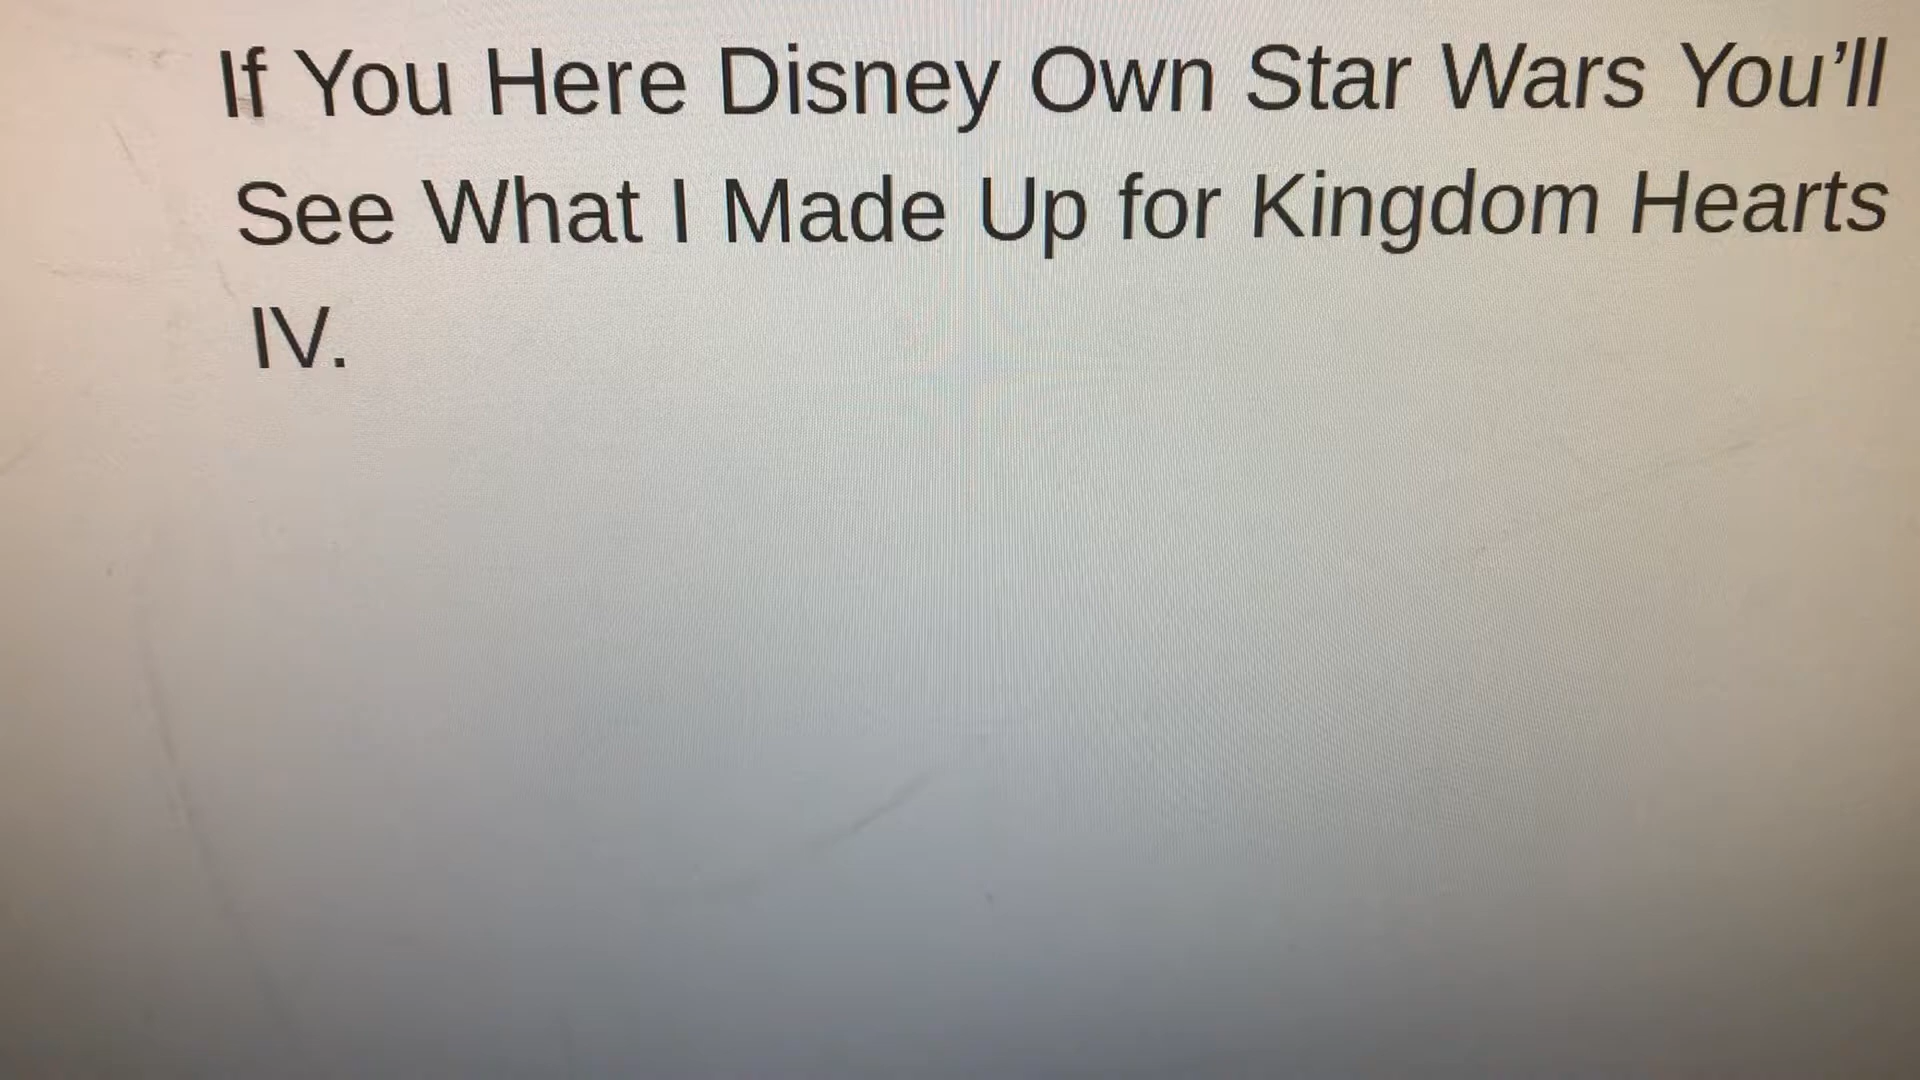 If You Here Disney Own Star Wars You’ll
See What I Made Up for Kingdom Hearts
IV.